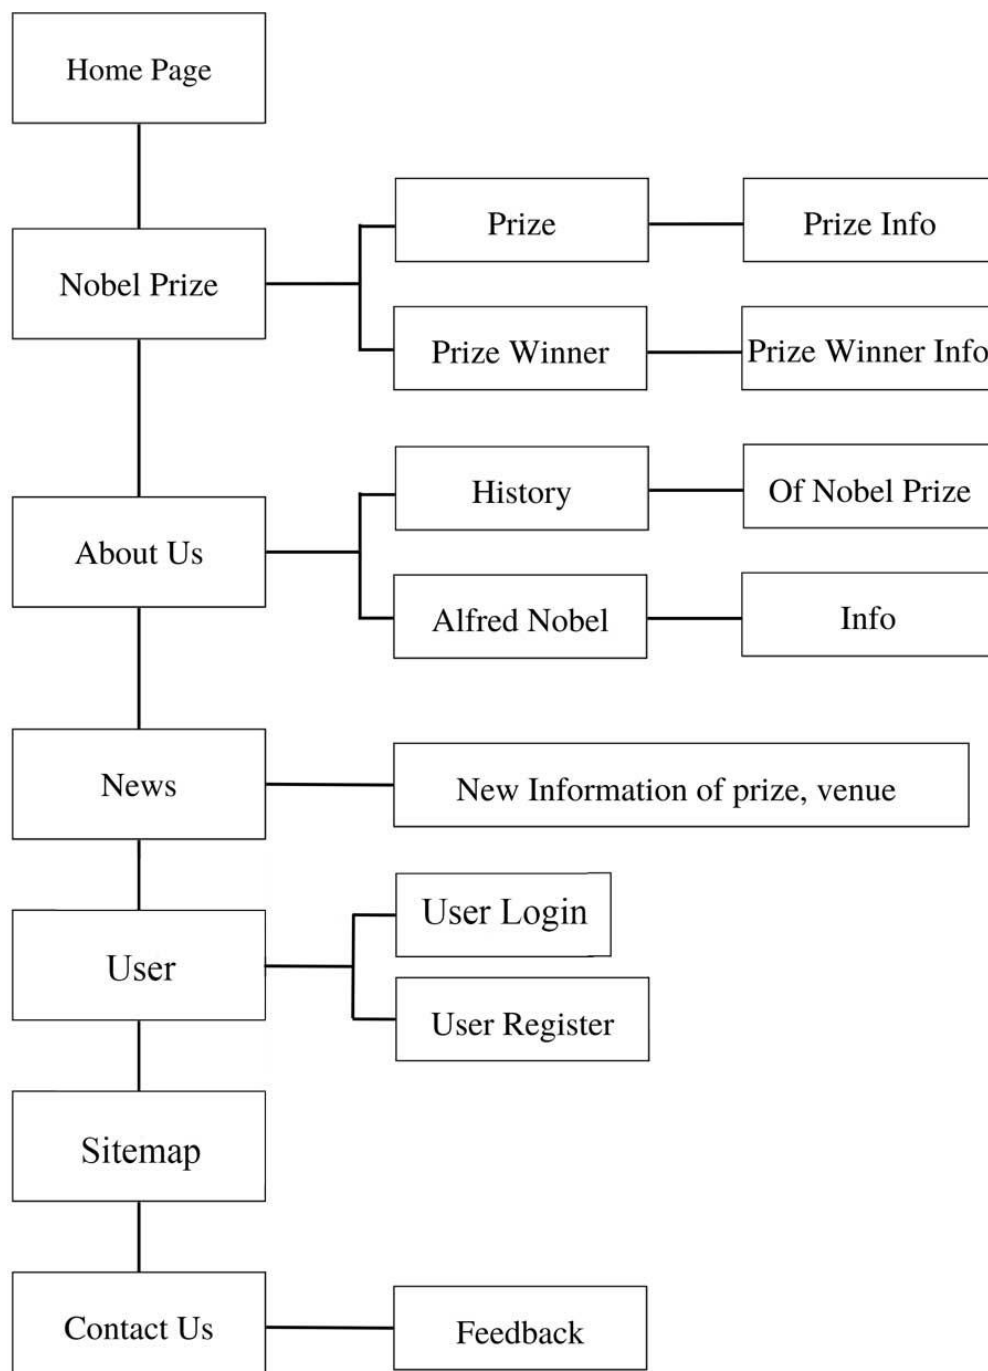 Home Page
Nobel Prize
Prize
Prize Info
Prize Winner
Prize Winner Info
About Us
History
Of Nobel Prize
Alfred Nobel
Info
News
New Information of prize, venue
User
User Login
User Register
Sitemap
Contact Us
Feedback